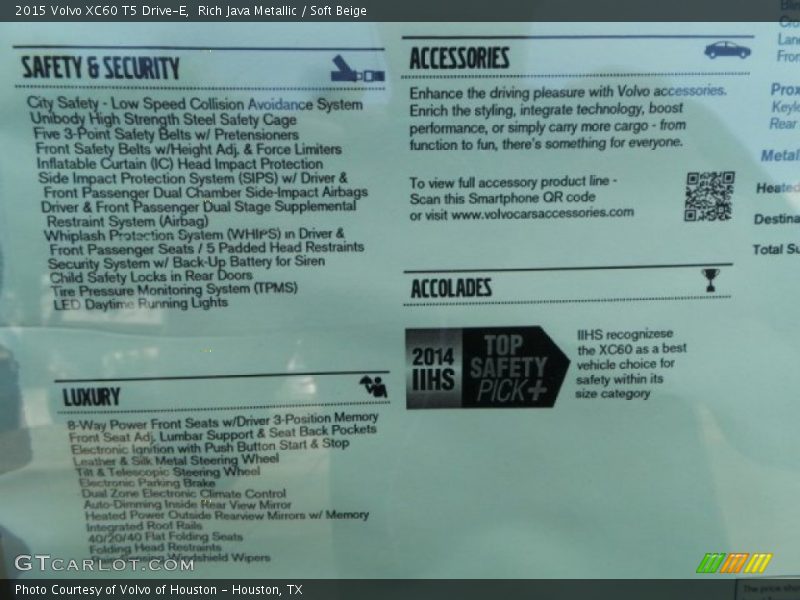 2015 Volvo XC60 T5 Drive-E,  Rich Java Metallic / Soft Beige
SAFETY & SECURITY
City Safety - Low Speed Collision Avoidance System
Unibody High Strength Steel Safety Cage
Five 3-Point Safety Belts w/ Pretensioners
Front Safety Belts w/Height Adj. & Force Limiters
Inflatable Curtain (IC) Head Impact Protection
Side Impact Protection System (SIPS) w/ Driver &
Front Passenger Dual Chamber Side-Impact Airbags
Driver & Front Passenger Dual Stage Supplemental
Restraint System (Airbag)
Whiplash Protection System (WHIPS) in Driver &
Front Passenger Seats / 5 Padded Head Restraints
Security System w/ Back-Up Battery for Siren
Child Safety Locks in Rear Doors
Tire Pressure Monitoring System (TPMS)
LED Daytime Running Lights
LUXURY
8-Way Power Front Seats w/Driver 3-Position Memory
Front Seat Adj. Lumbar Support & Seat Back Pockets
Electronic Ignition with Push Button Start & Stop
Leather & Silk Metal Steering Wheel
Tilt & Telescopic Steering Wheel
Electronic Parking Brake
Dual Zone Electronic Climate Control
Auto-Dimming Inside Rear View Mirror
Heated Power Outside Rearview Mirrors w/ Memory
Integrated Roof Rails
40/20/40 Flat Folding Seats
Folding Head Restraints
Windshield Wipers
ACCESSORIES
Enhance the driving pleasure with Volvo accessories.
Enrich the styling, integrate technology, boost
performance, or simply carry more cargo - from
function to fun, there's something for everyone.
To view full accessory product line -
Scan this Smartphone QR code
or visit www.volvocarsaccessories.com
ACCOLADES
2014
IIHS
TOP
SAFETY
PICK+
IIHS recognizese
the XC60 as a best
vehicle choice for
safety within its
size category
Rear
Total
GTCARLOT.COM
Photo Courtesy of Volvo of Houston - Houston, TX